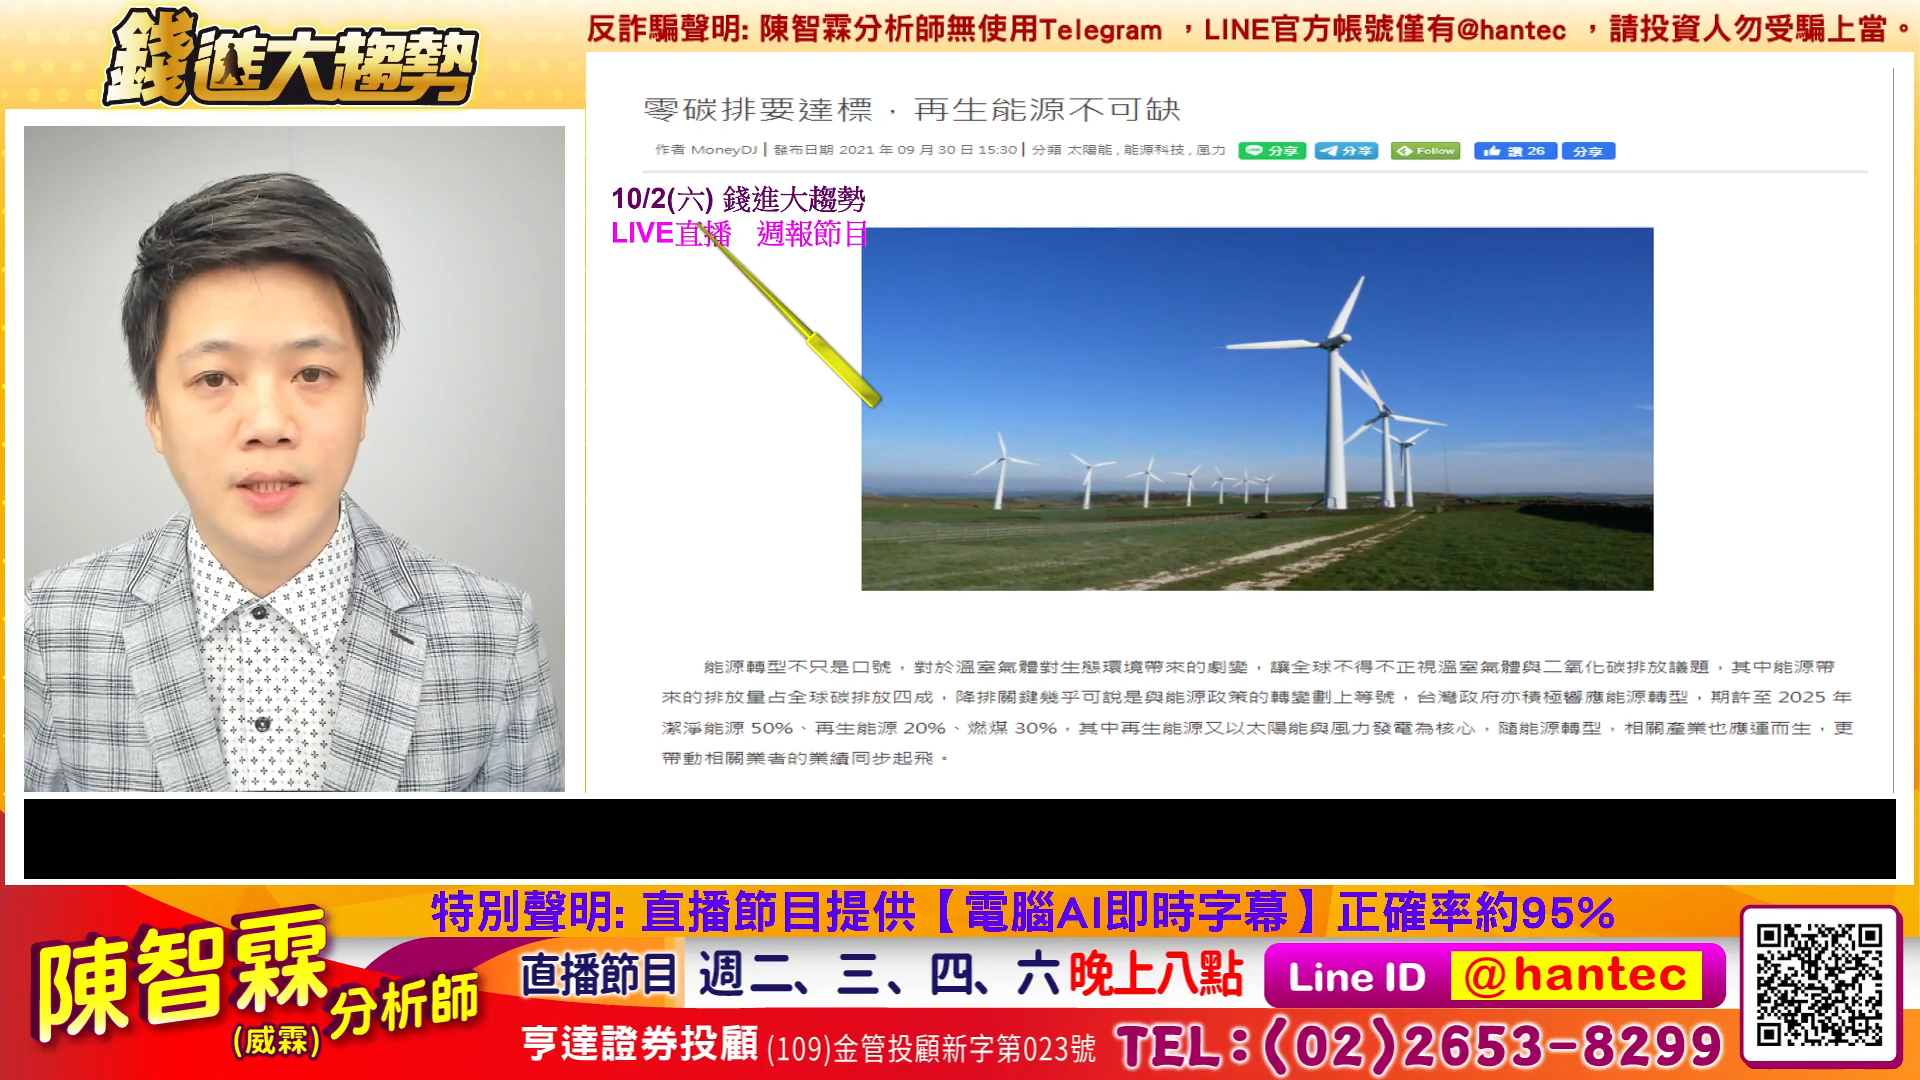 錢進大趨勢
反詐騙聲明: 陳智霖分析師無使用Telegram ，LINE官方帳號僅有@hantec ，請投資人勿受騙上當。
零碳排要達標，再生能源不可缺
作者 MoneyDJ | 發布日期 2021 年 09 月 30 日 15:30 | 分類 太陽能 , 能源科技 , 風力 分享 分享 Follow 讚 26 分享
10/2(六) 錢進大趨勢
LIVE直播 週報節目
能源轉型不只是口號，對於溫室氣體對生態環境帶來的劇變，讓全球不得不正視溫室氣體與二氧化碳排放議題，其中能源帶
來的排放量占全球碳排放四成，降排關鍵幾乎可說是與能源政策的轉變劃上等號，台灣政府亦積極響應能源轉型，期許至 2025 年
潔淨能源 50%、再生能源 20%、燃煤 30%，其中再生能源又以太陽能與風力發電為核心，隨能源轉型，相關產業也應運而生，更
帶動相關業者的業績同步起飛。
特別聲明: 直播節目提供【電腦AI即時字幕】正確率約95%
陳智霖 分析師
(威霖)
直播節目 週二、三、四、六 晚上八點 Line ID @hantec
亨達證券投顧 (109)金管投顧新字第023號 TEL:(02)2653-8299